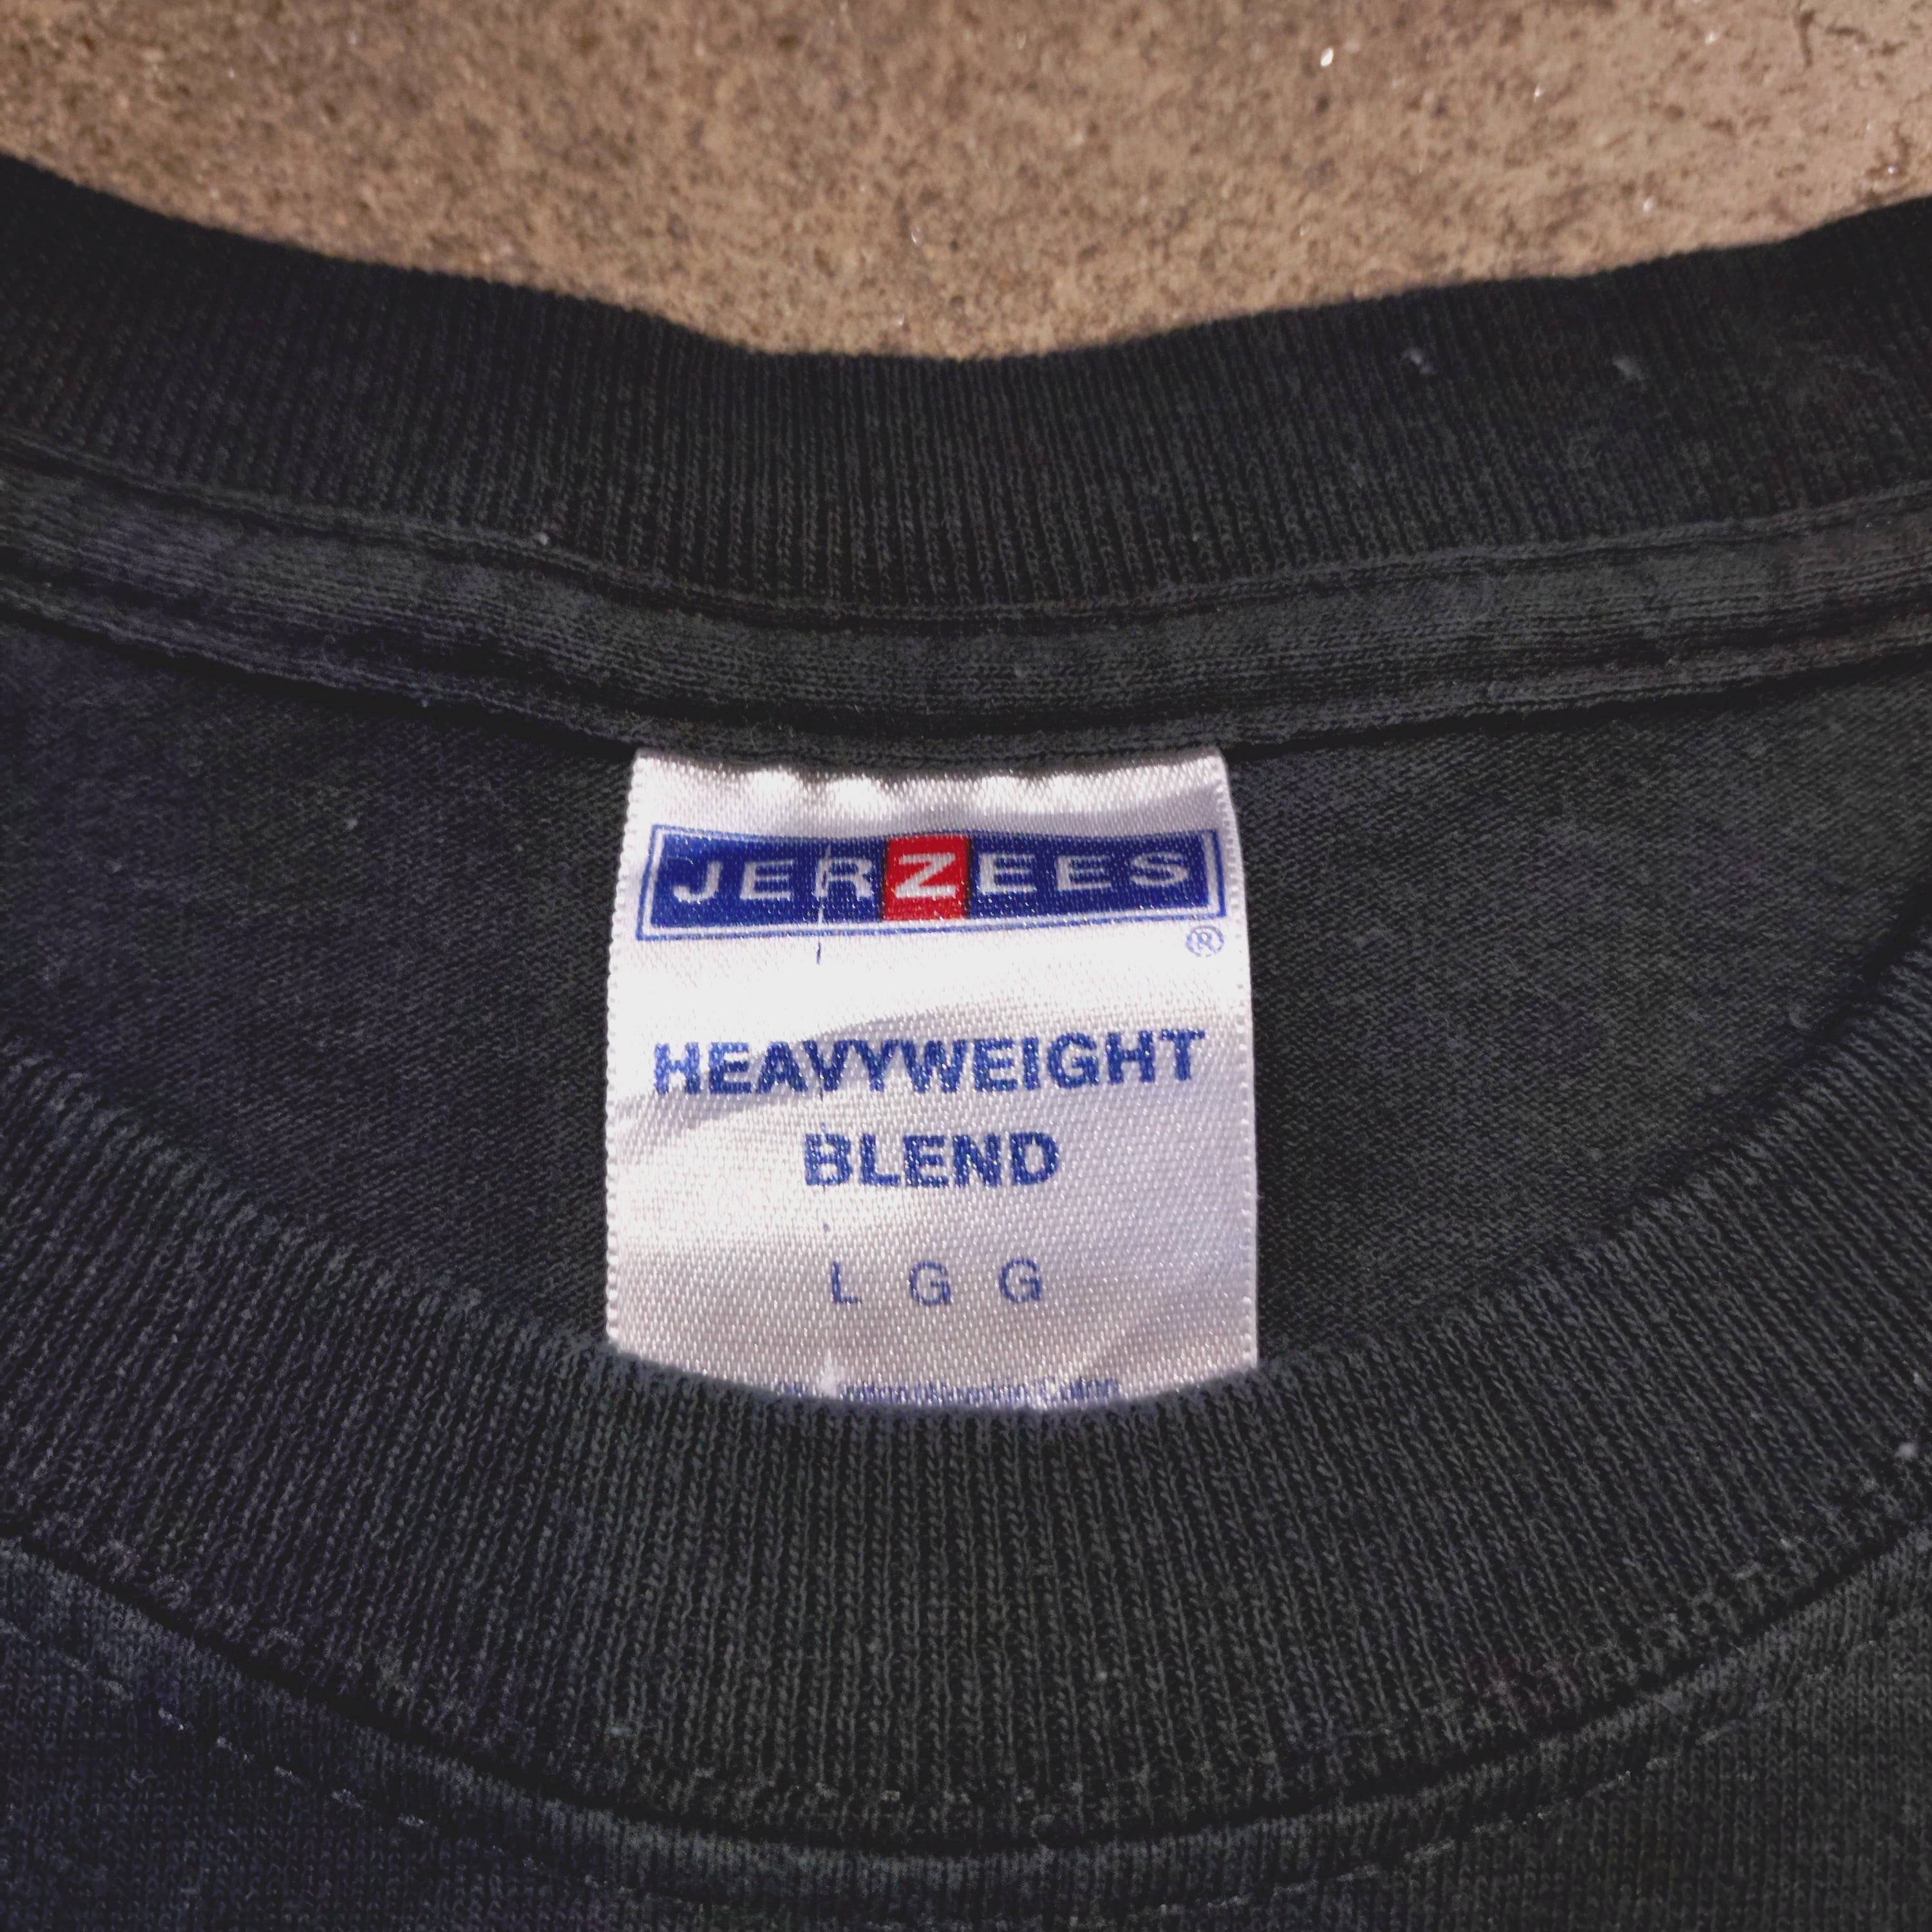 JERZEES
®
HEAVYWEIGHT
BLEND
L G G